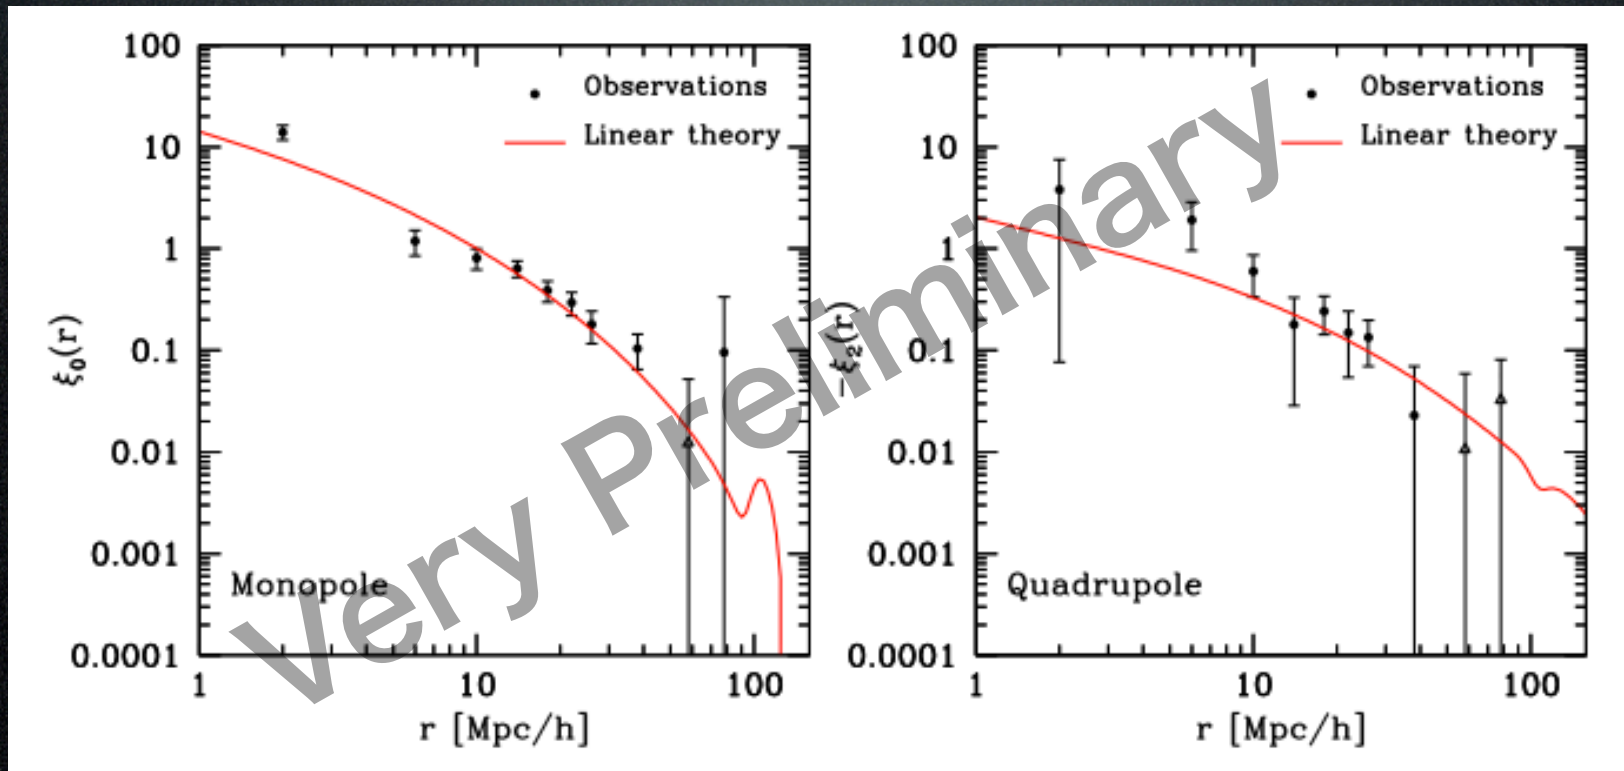 100
10
1
0.1
0.01
0.001
0.0001
ξ₀(r)
Observations
Linear theory
Monopole
1 10 100
r [Mpc/h]
100
10
1
0.1
0.01
0.001
0.0001
−ξ₂(r)
Observations
Linear theory
Quadrupole
1 10 100
r [Mpc/h]
Very Preliminary